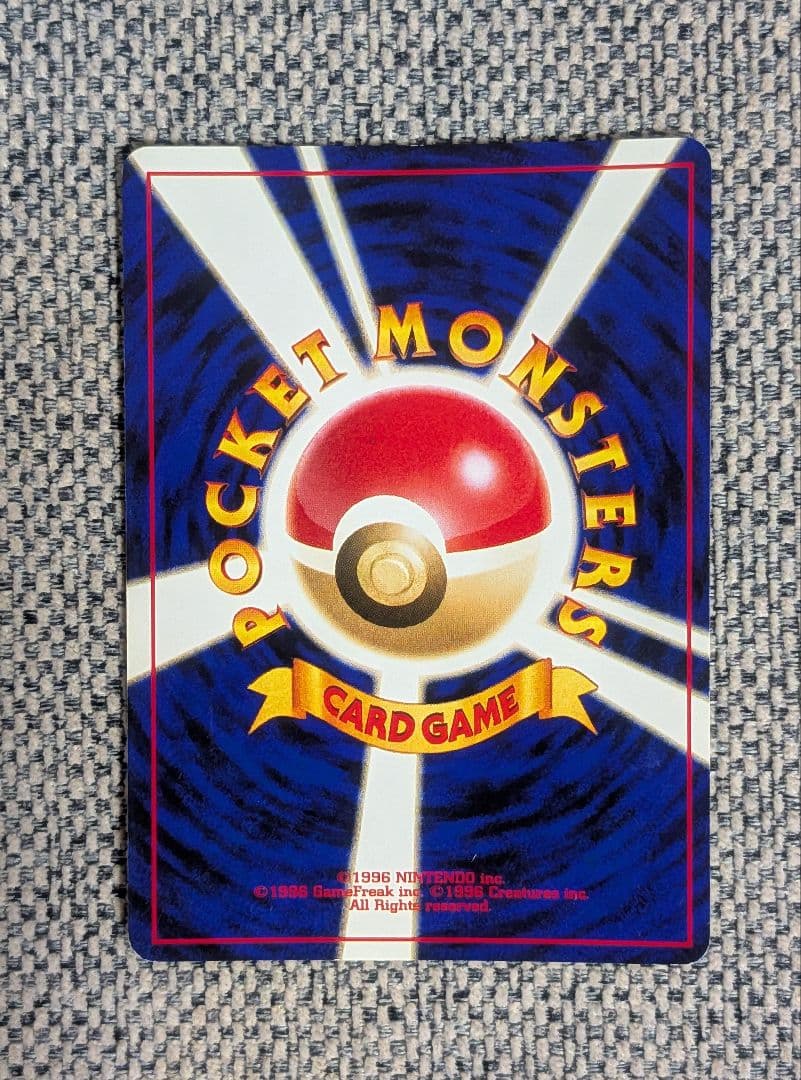 POCKET MONSTERS
CARD GAME
©1996 NINTENDO inc.
©1996 GameFreak inc. ©1996 Creatures inc.
All Rights reserved.